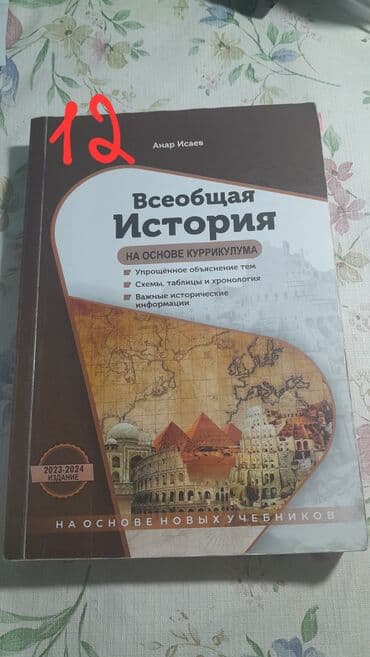 12
Анар Исаев
Всеобщая
История
НА ОСНОВЕ КУРРИКУЛУМА
Упрощённое объяснение тем
Схемы, таблицы и хронология
Важные исторические
информации
2023-2024
ИЗДАНИЕ
НА ОСНОВЕ НОВЫХ УЧЕБНИКОВ